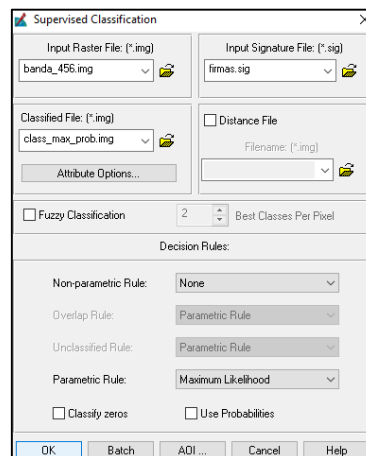 Supervised Classification
Input Raster File: (*.img)
banda_456.img
Input Signature File: (*.sig)
firmas.sig
Classified File: (*.img)
class_max_prob.img
Attribute Options...
Distance File
Filename: (*.img)
Fuzzy Classification
2
Best Classes Per Pixel
Decision Rules:
Non-parametric Rule:
None
Overlap Rule:
Parametric Rule
Unclassified Rule:
Parametric Rule
Parametric Rule:
Maximum Likelihood
Classify zeros
Use Probabilities
OK
Batch
AOI ...
Cancel
Help